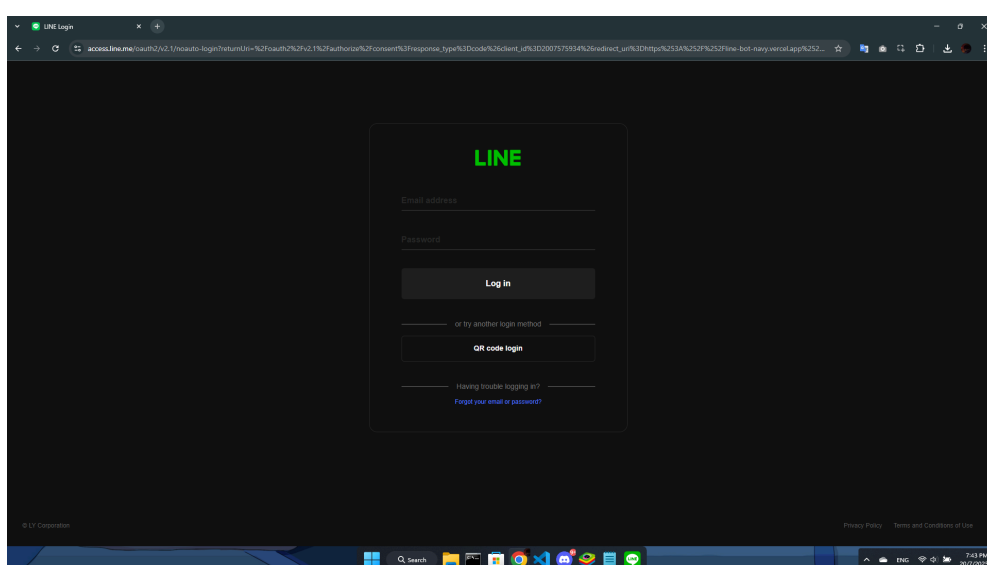 LINE Login
access.line.me/oauth2/v2.1/noauto-login?returnUri=%2Foauth2%2Fv2.1%2Fauthorize%2Fconsent%3Fresponse_type%3Dcode%26client_id%3D2007575934%26redirect_uri%3Dhttps%253A%252F%252Fline-bot-navy.vercel.app%252...
LINE
Email address
Password
Log in
or try another login method
QR code login
Having trouble logging in?
Forgot your email or password?
© LY Corporation
Privacy Policy
Terms and Conditions of Use
Search
ENG
7:43 PM
20/7/2025